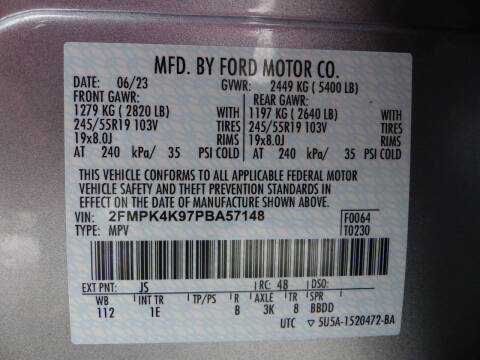 MFD. BY FORD MOTOR CO.
DATE: 06/23 GVWR: 2449 KG ( 5400 LB)
FRONT GAWR: REAR GAWR:
1279 KG ( 2820 LB) WITH 1197 KG ( 2640 LB) WITH
245/55R19 103V TIRES 245/55R19 103V TIRES
19x8.0J RIMS 19x8.0J RIMS
AT 240 kPa/ 35 PSI COLD AT 240 kPa/ 35 PSI COLD
THIS VEHICLE CONFORMS TO ALL APPLICABLE FEDERAL MOTOR
VEHICLE SAFETY AND THEFT PREVENTION STANDARDS IN
EFFECT ON THE DATE OF MANUFACTURE SHOWN ABOVE.
VIN: 2FMPK4K97PBA57148 F0064
TYPE: MPV T0230
EXT PNT: JS RC: 48 DSO:
WB INT TR TP/PS R AXLE TR SPR
112 1E B 3K 8 BBDD
UTC ▽ 5U5A-1520472-BA